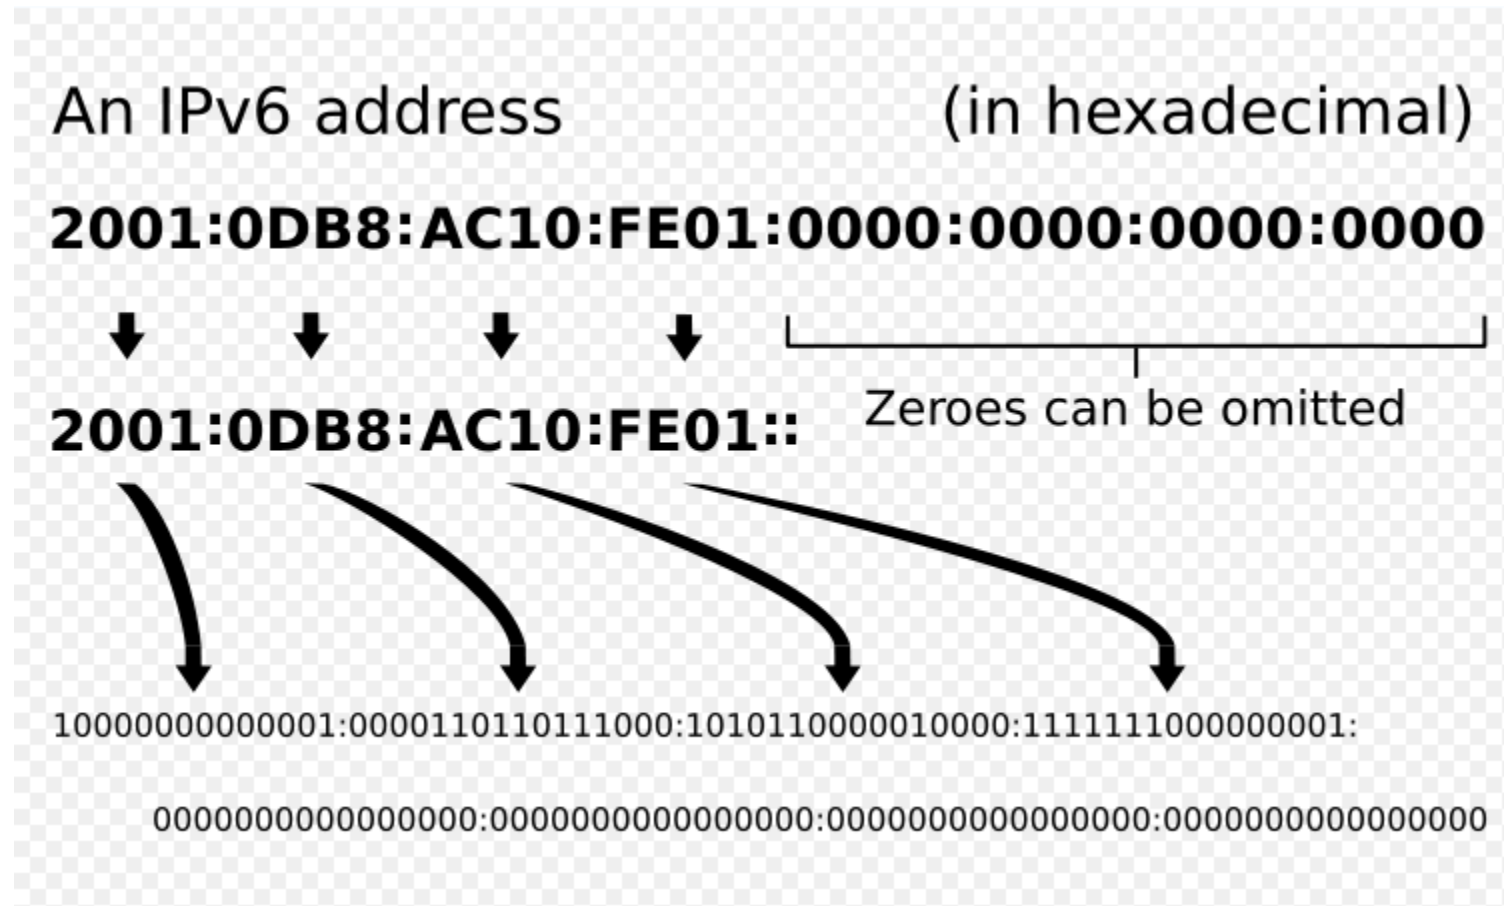 An IPv6 address (in hexadecimal)
2001:0DB8:AC10:FE01:0000:0000:0000:0000
2001:0DB8:AC10:FE01:: Zeroes can be omitted
10000000000001:0000110110111000:1010110000010000:1111111000000001:
0000000000000000:0000000000000000:0000000000000000:0000000000000000